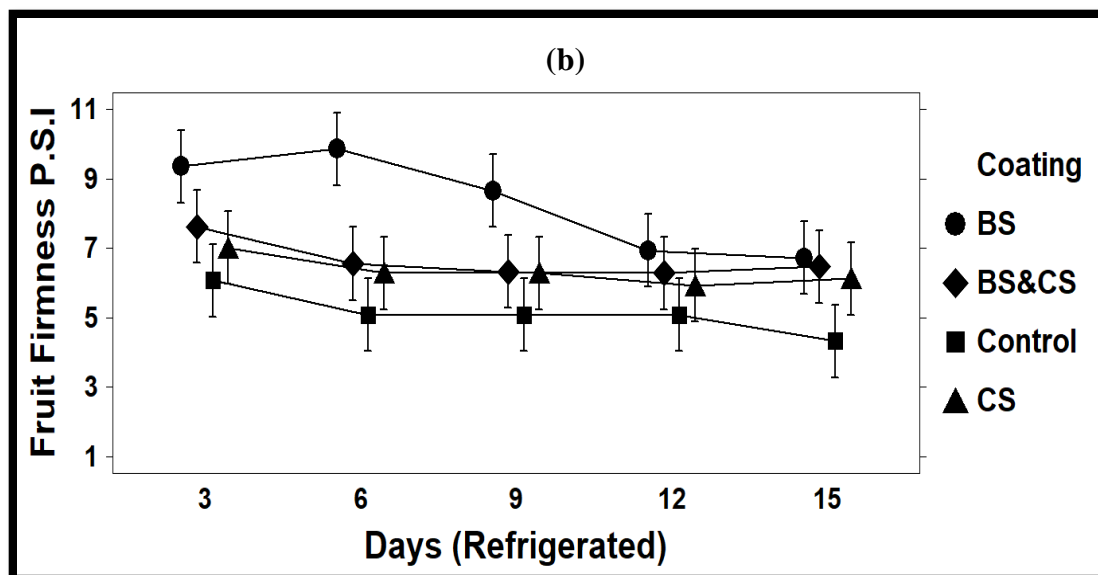 (b)
Fruit Firmness P.S.I
11
9
7
5
3
1
3 6 9 12 15
Days (Refrigerated)
Coating
BS
BS&CS
Control
CS